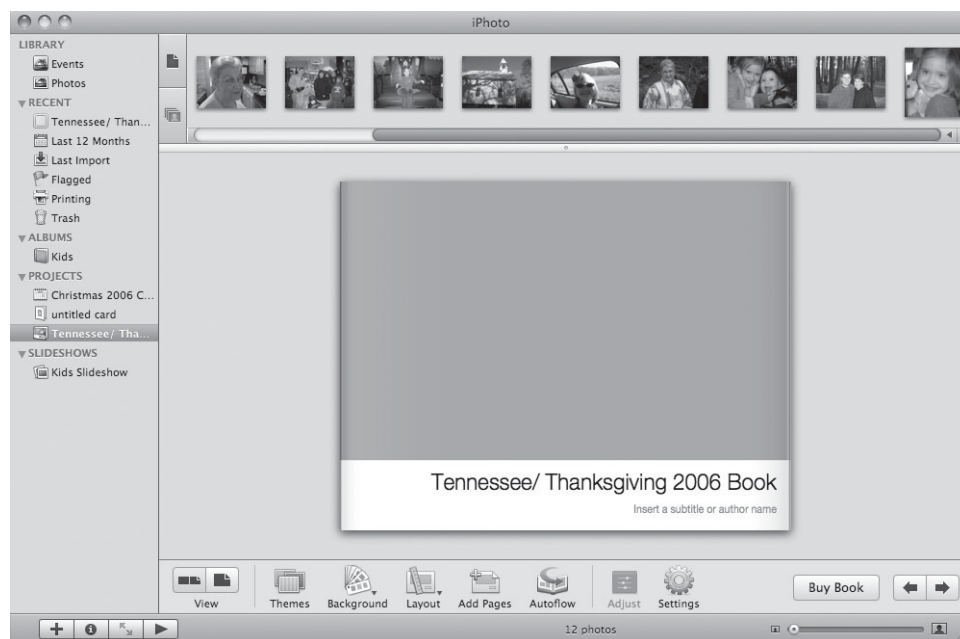 iPhoto
LIBRARY
Events
Photos
RECENT
Tennessee/ Than...
Last 12 Months
Last Import
Flagged
Printing
Trash
ALBUMS
Kids
PROJECTS
Christmas 2006 C...
untitled card
Tennessee/ Tha...
SLIDESHOWS
Kids Slideshow
Tennessee/ Thanksgiving 2006 Book
Insert a subtitle or author name
View
Themes
Background
Layout
Add Pages
Autoflow
Adjust
Settings
Buy Book
12 photos